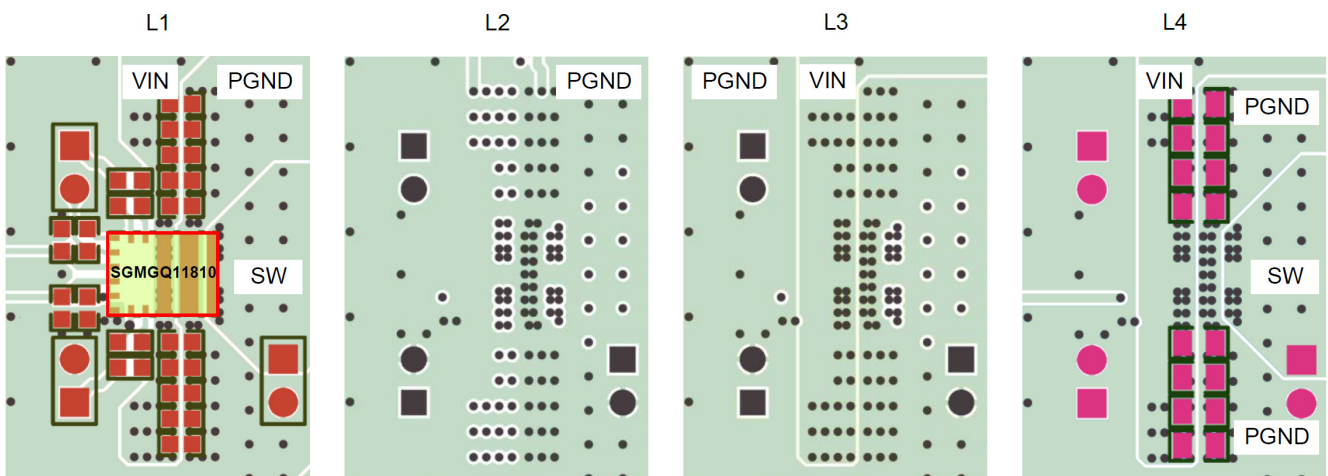 L1
L2
L3
L4
VIN
PGND
PGND
PGND
VIN
VIN
PGND
SGMGQ11810
SW
SW
PGND